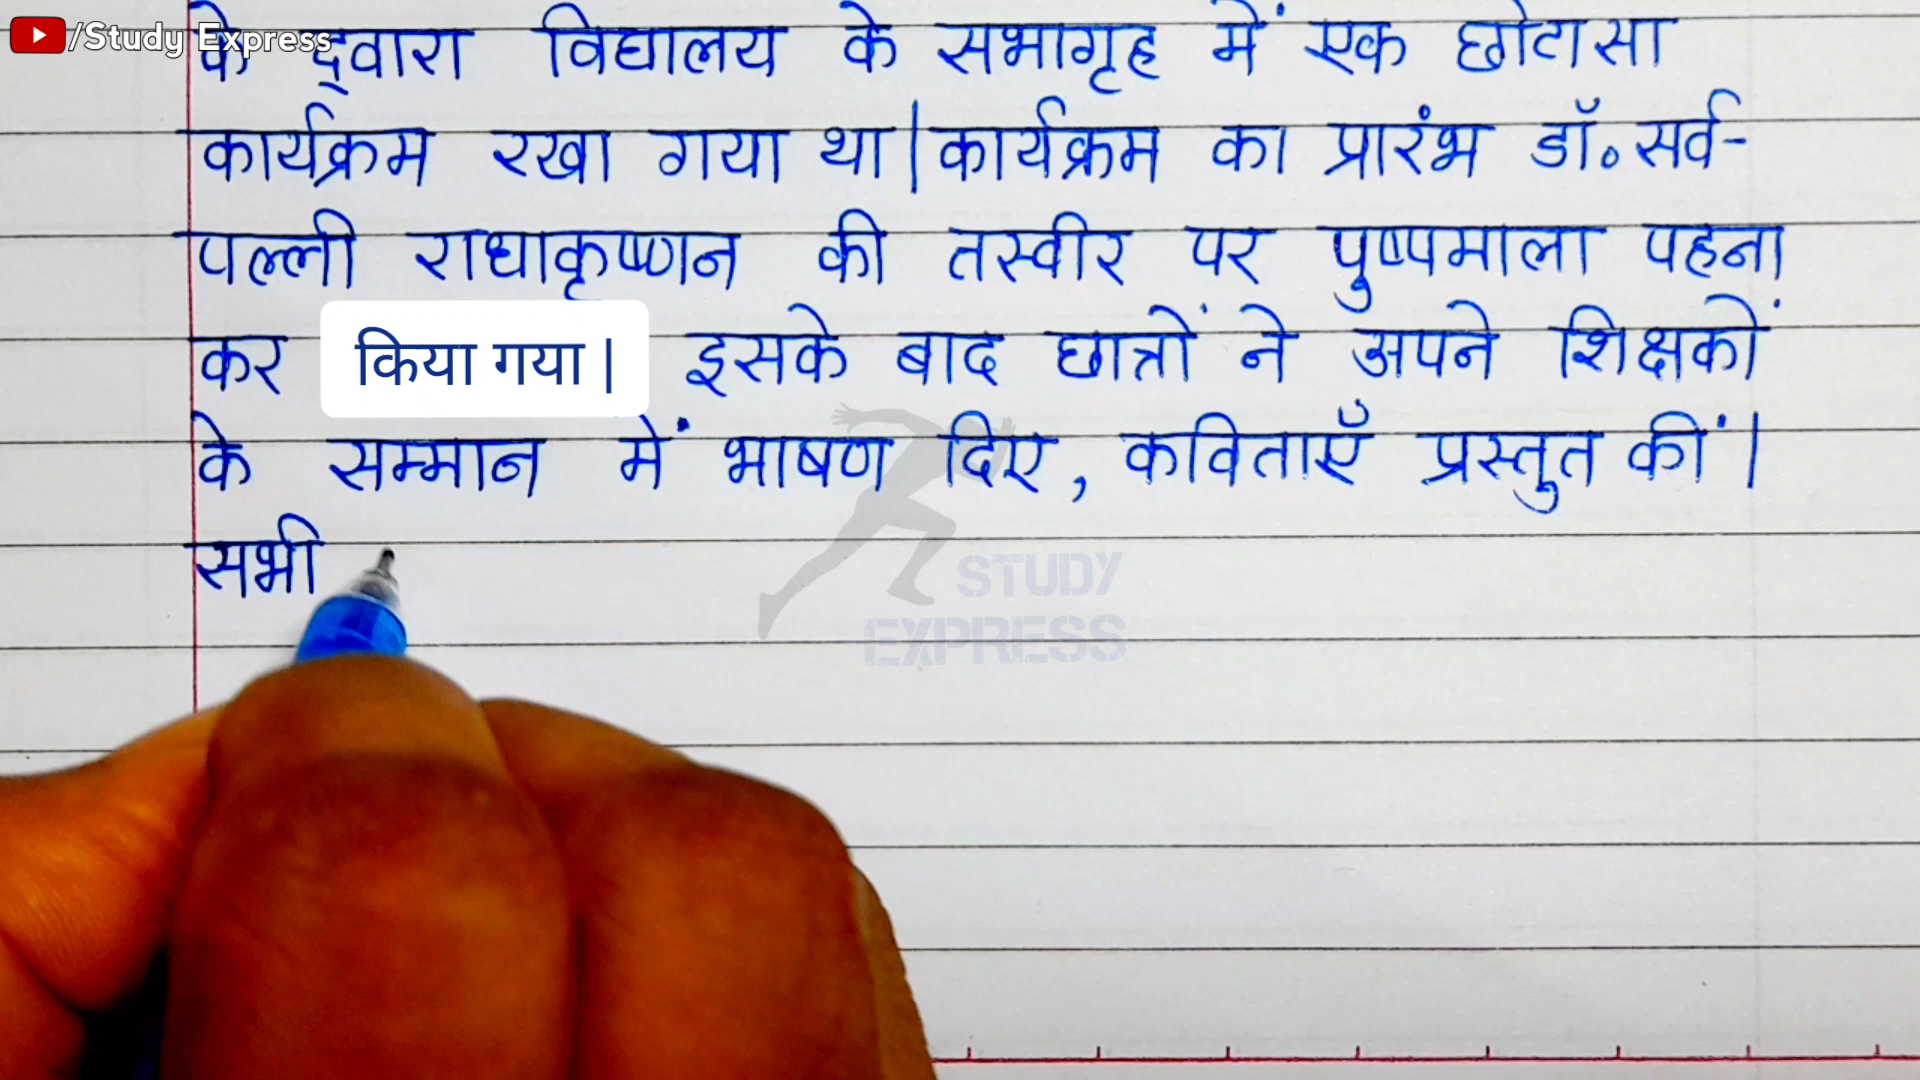 /Study Express
के द्वारा विद्यालय के सभागृह में एक छोटासा
कार्यक्रम रखा गया था | कार्यक्रम का प्रारंभ डॉ. सर्व-
पल्ली राधाकृष्णन की तस्वीर पर पुष्पमाला पहना
कर किया गया | इसके बाद छात्रों ने अपने शिक्षकों
के सम्मान में भाषण दिए, कविताएँ प्रस्तुत कीं |
सभी
STUDY
EXPRESS